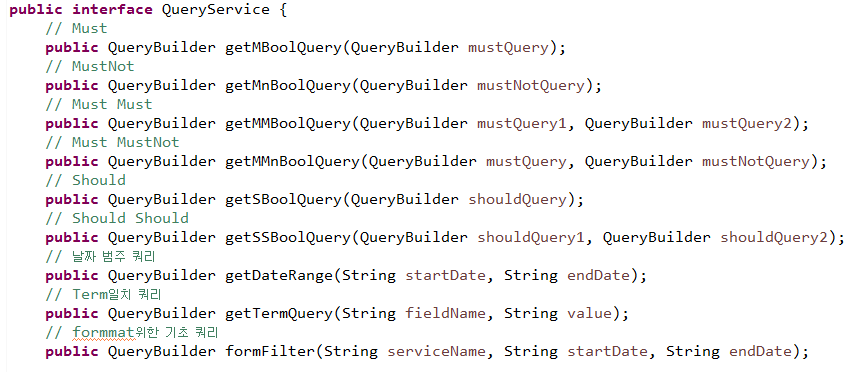 public interface QueryService {
// Must
public QueryBuilder getMBoolQuery(QueryBuilder mustQuery);
// MustNot
public QueryBuilder getMnBoolQuery(QueryBuilder mustNotQuery);
// Must Must
public QueryBuilder getMMBoolQuery(QueryBuilder mustQuery1, QueryBuilder mustQuery2);
// Must MustNot
public QueryBuilder getMMnBoolQuery(QueryBuilder mustQuery, QueryBuilder mustNotQuery);
// Should
public QueryBuilder getSBoolQuery(QueryBuilder shouldQuery);
// Should Should
public QueryBuilder getSSBoolQuery(QueryBuilder shouldQuery1, QueryBuilder shouldQuery2);
// 날짜 범주 쿼리
public QueryBuilder getDateRange(String startDate, String endDate);
// Term일치 쿼리
public QueryBuilder getTermQuery(String fieldName, String value);
// formmat위한 기초 쿼리
public QueryBuilder formFilter(String serviceName, String startDate, String endDate);